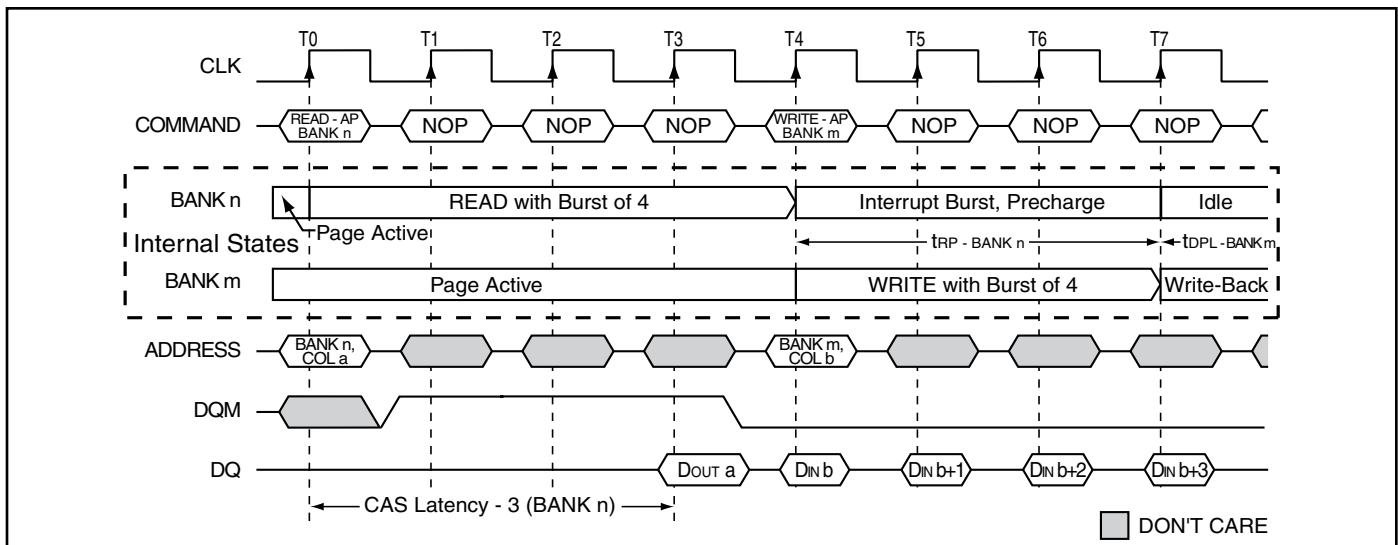 T0 T1 T2 T3 T4 T5 T6 T7
CLK
COMMAND READ - AP BANK n NOP NOP NOP WRITE - AP BANK m NOP NOP NOP
BANK n READ with Burst of 4 Interrupt Burst, Precharge Idle
Internal States Page Active tRP - BANK n tDPL - BANK m
BANK m Page Active WRITE with Burst of 4 Write-Back
ADDRESS BANK n, COL a BANK m, COL b
DQM
DQ DOUT a DIN b DIN b+1 DIN b+2 DIN b+3
CAS Latency - 3 (BANK n)
DON'T CARE